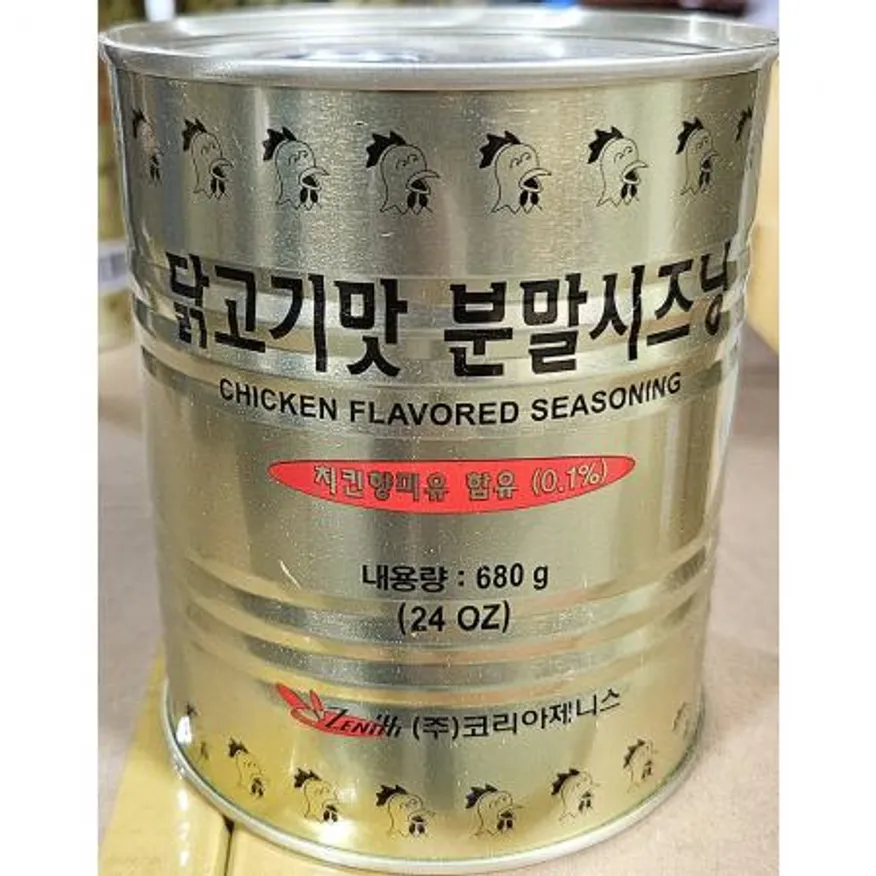 닭고기맛 분말시즈닝
CHICKEN FLAVORED SEASONING
치킨향페유 함유 (0.1%)
내용량 : 680 g
(24 OZ)
ZENITH (주)코리아제니스